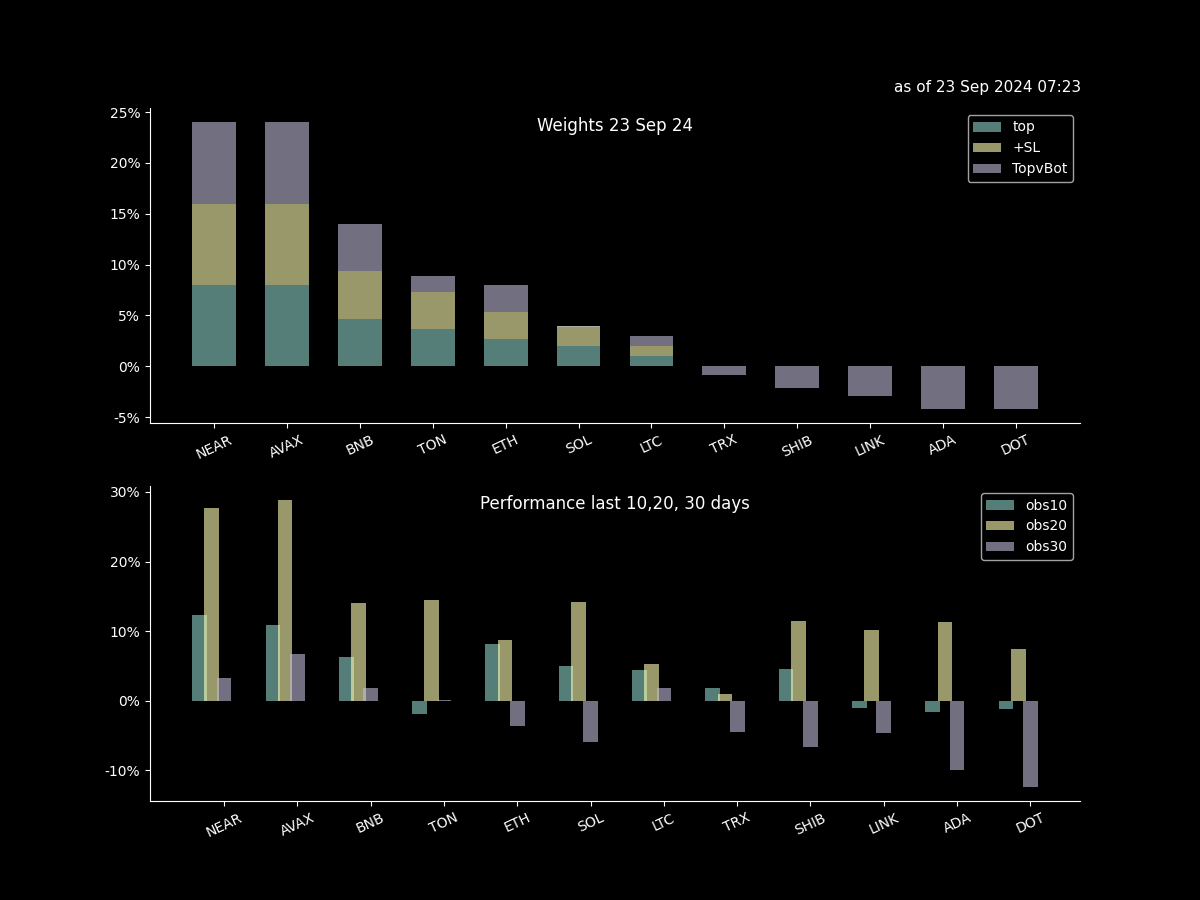 as of 23 Sep 2024 07:23
Weights 23 Sep 24
top
+SL
TopvBot
25%
20%
15%
10%
5%
0%
-5%
NEAR AVAX BNB TON ETH SOL LTC TRX SHIB LINK ADA DOT
Performance last 10,20, 30 days
obs10
obs20
obs30
30%
20%
10%
0%
-10%
NEAR AVAX BNB TON ETH SOL LTC TRX SHIB LINK ADA DOT